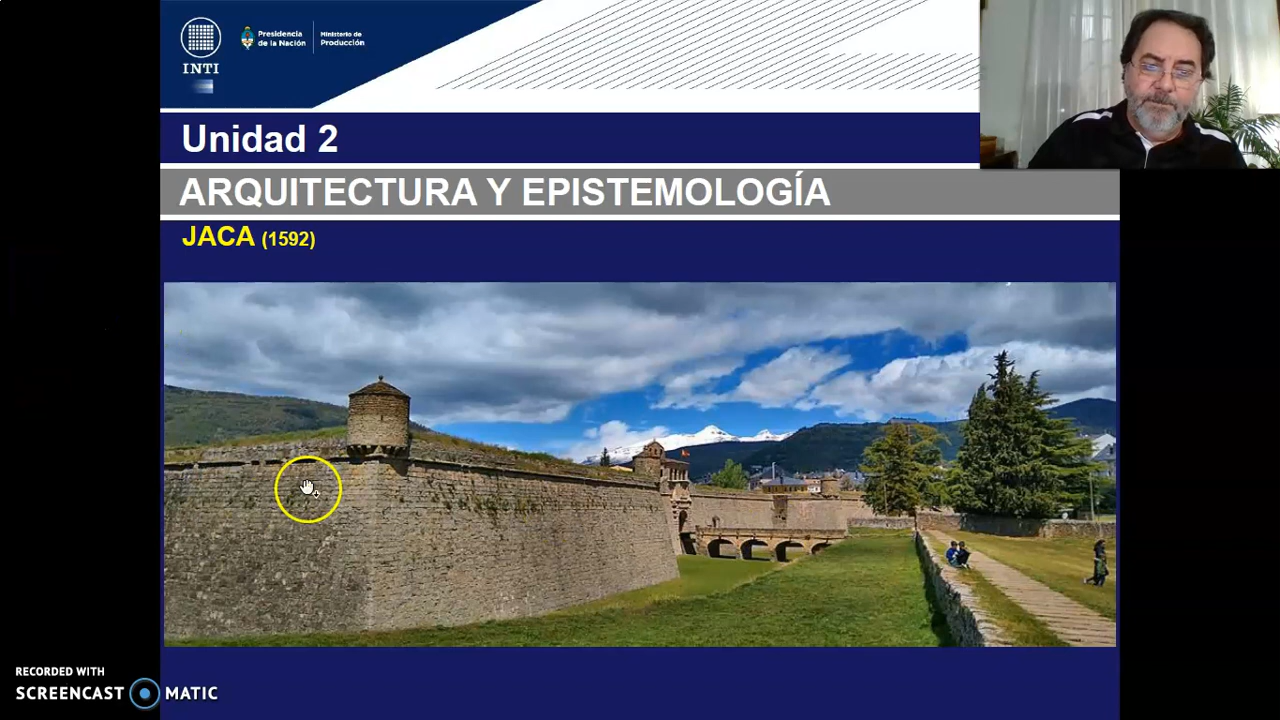 INTI
Presidencia
de la Nación
Ministerio de
Producción
Unidad 2
ARQUITECTURA Y EPISTEMOLOGÍA
JACA (1592)
RECORDED WITH
SCREENCAST MATIC